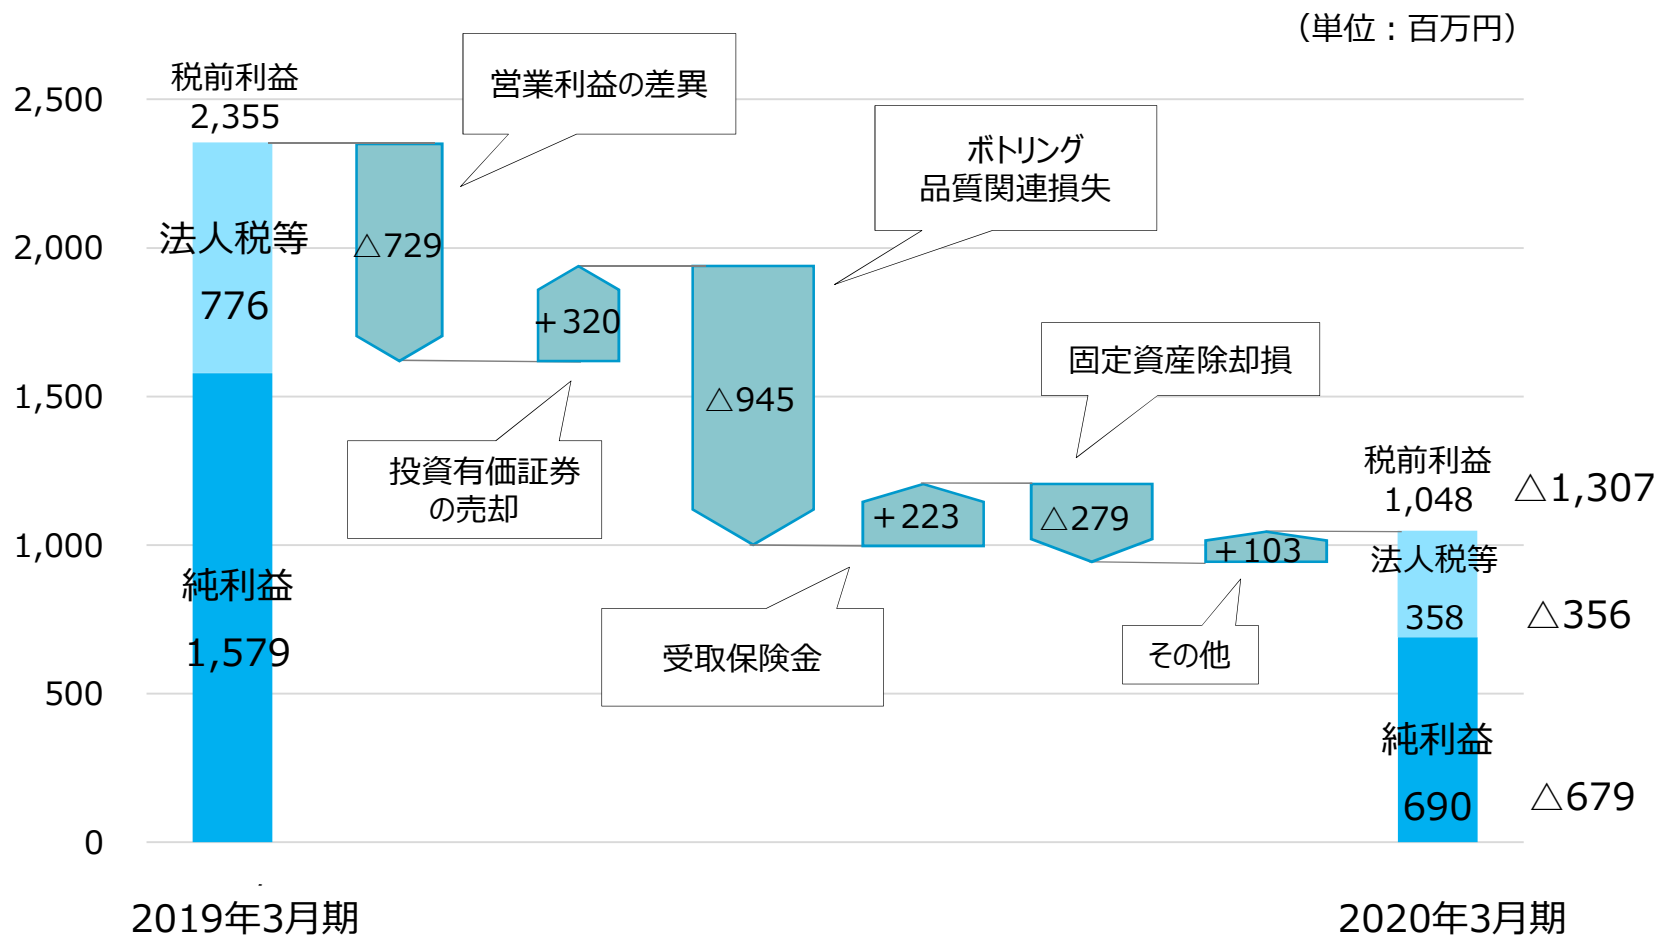 （単位：百万円）
税前利益
2,355
営業利益の差異
ボトリング
品質関連損失
2,500
2,000
1,500
1,000
500
0
法人税等
776
純利益
1,579
△729
＋320
△945
＋223
△279
＋103
投資有価証券
の売却
固定資産除却損
受取保険金
その他
税前利益
1,048
△1,307
法人税等
358
△356
純利益
690
△679
2019年3月期
2020年3月期